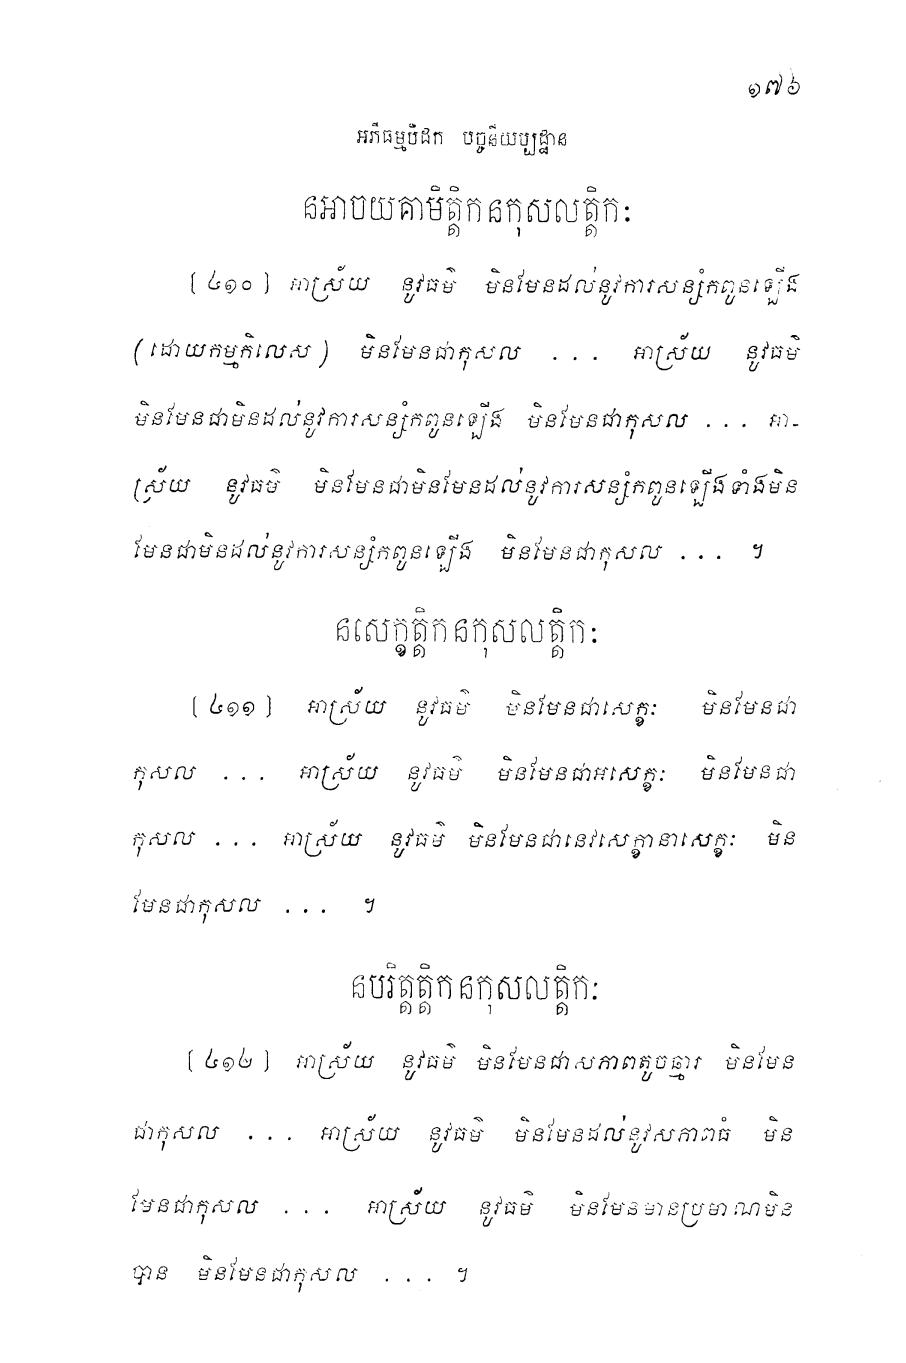 ១៧៦
អភិធម្មបិដក បច្ចនីយប្បដ្ឋាន
នអាចយគាមិត្តិកនកុសលត្តិកៈ
[៤១០] អាស្រ័យ នូវធម៌ មិនមែនដល់នូវការសន្សំកពូនឡើង
(ដោយកម្មកិលេស) មិនមែនជាកុសល ... អាស្រ័យ នូវធម៌
មិនមែនជាមិនដល់នូវការសន្សំកពូនឡើង មិនមែនជាកុសល ... អា-
ស្រ័យ នូវធម៌ មិនមែនជាមិនមែនដល់នូវការសន្សំកពូនឡើងទាំងមិន
មែនជាមិនដល់នូវការសន្សំកពូនឡើង មិនមែនជាកុសល ... ។
នសេក្ខត្តិកនកុសលត្តិកៈ
[៤១១] អាស្រ័យ នូវធម៌ មិនមែនជាសេក្ខៈ មិនមែនជា
កុសល ... អាស្រ័យ នូវធម៌ មិនមែនជាអសេក្ខៈ មិនមែនជា
កុសល ... អាស្រ័យ នូវធម៌ មិនមែនជានេវសេក្ខានាសេក្ខៈ មិន
មែនជាកុសល ... ។
នបរិត្តត្តិកនកុសលត្តិកៈ
[៤១២] អាស្រ័យ នូវធម៌ មិនមែនជាសភាពតូចឆ្មារ មិនមែន
ជាកុសល ... អាស្រ័យ នូវធម៌ មិនមែនដល់នូវសភាពធំ មិន
មែនជាកុសល ... អាស្រ័យ នូវធម៌ មិនមែនមានប្រមាណមិន
បាន មិនមែនជាកុសល ... ។